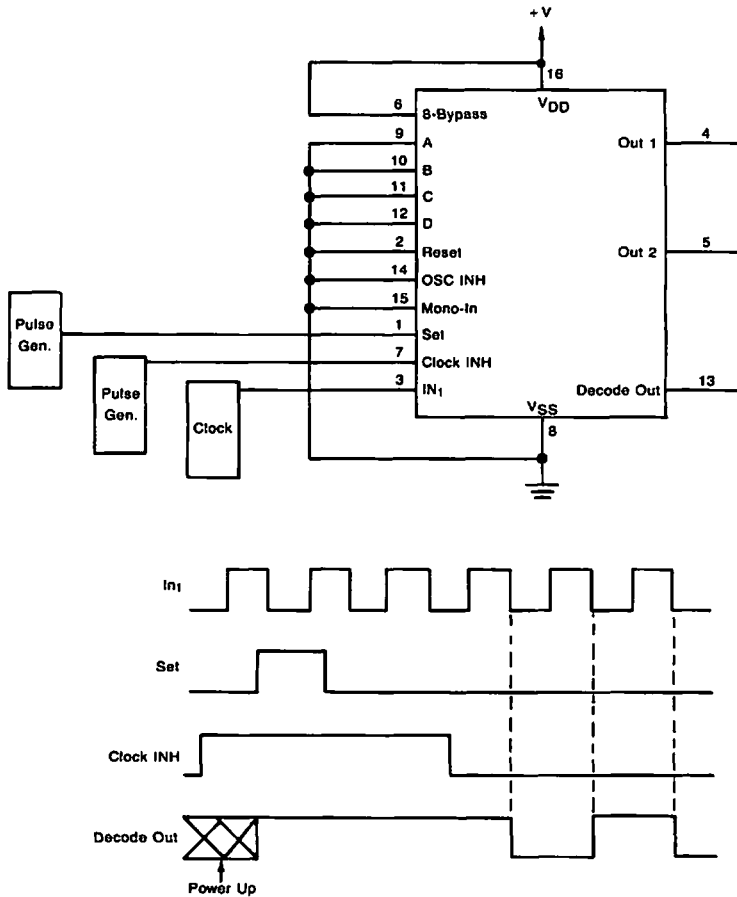 +V
16
VDD
6
8-Bypass
9
A
Out 1
4
10
B
11
C
12
D
2
Reset
Out 2
5
14
OSC INH
15
Mono-In
Pulse
Gen.
1
Set
7
Clock INH
Pulse
Gen.
3
IN1
Decode Out
13
Clock
VSS
8
In1
Set
Clock INH
Decode Out
Power Up